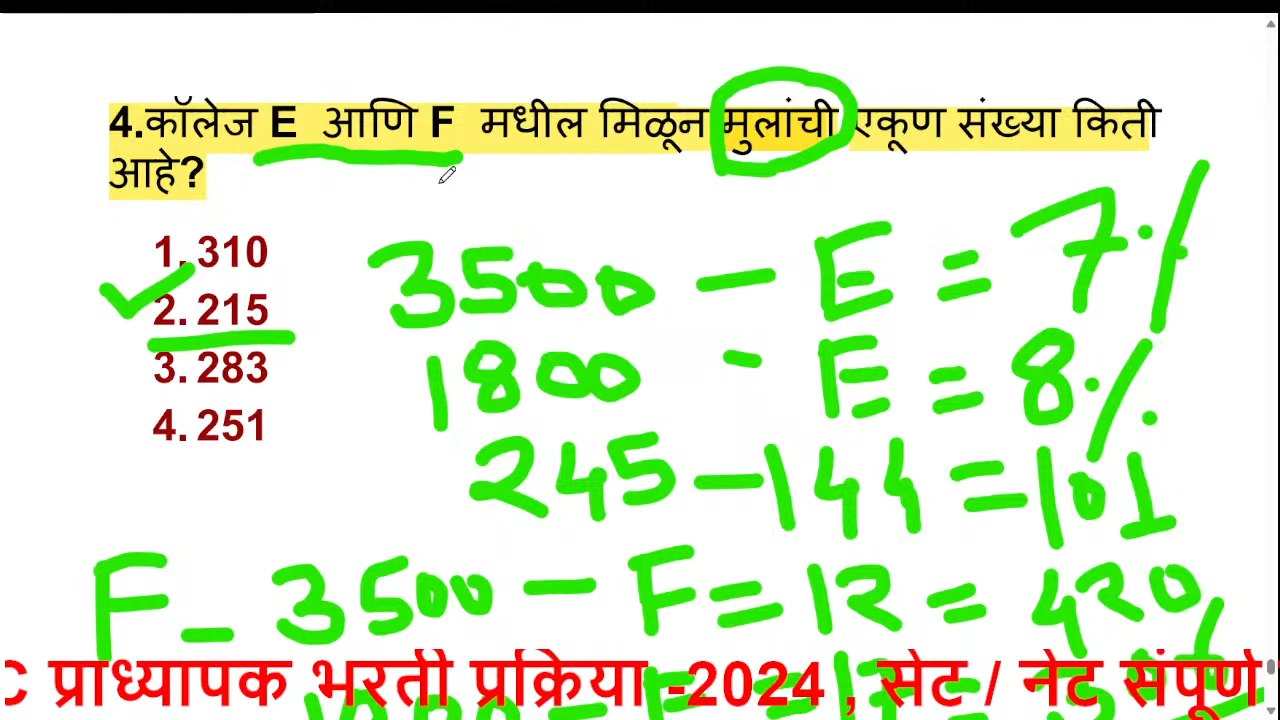 4.कॉलेज E आणि F मधील मिळून मुलांची एकूण संख्या किती
आहे?
1. 310
2. 215
3. 283
4. 251
3500 - E = 7%
1800 - E = 8%
245 - 144 = 101
F - 3500 - F = 12 = 420
प्राध्यापक भरती प्रक्रिया -2024 , सेट / नेट संपूर्ण